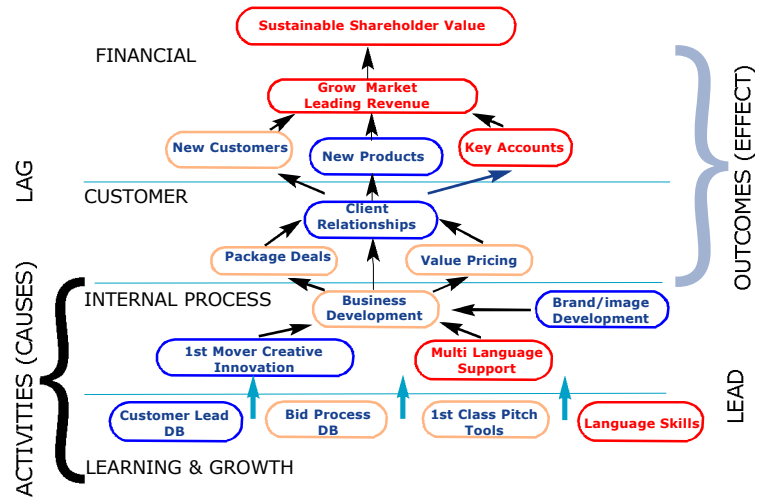 Sustainable Shareholder Value
FINANCIAL
Grow Market
Leading Revenue
New Customers
New Products
Key Accounts
LAG
CUSTOMER
Client
Relationships
Package Deals
Value Pricing
OUTCOMES (EFFECT)
INTERNAL PROCESS
Business
Development
Brand/image
Development
1st Mover Creative
Innovation
Multi Language
Support
ACTIVITIES (CAUSES)
LEAD
Customer Lead
DB
Bid Process
DB
1st Class Pitch
Tools
Language Skills
LEARNING & GROWTH